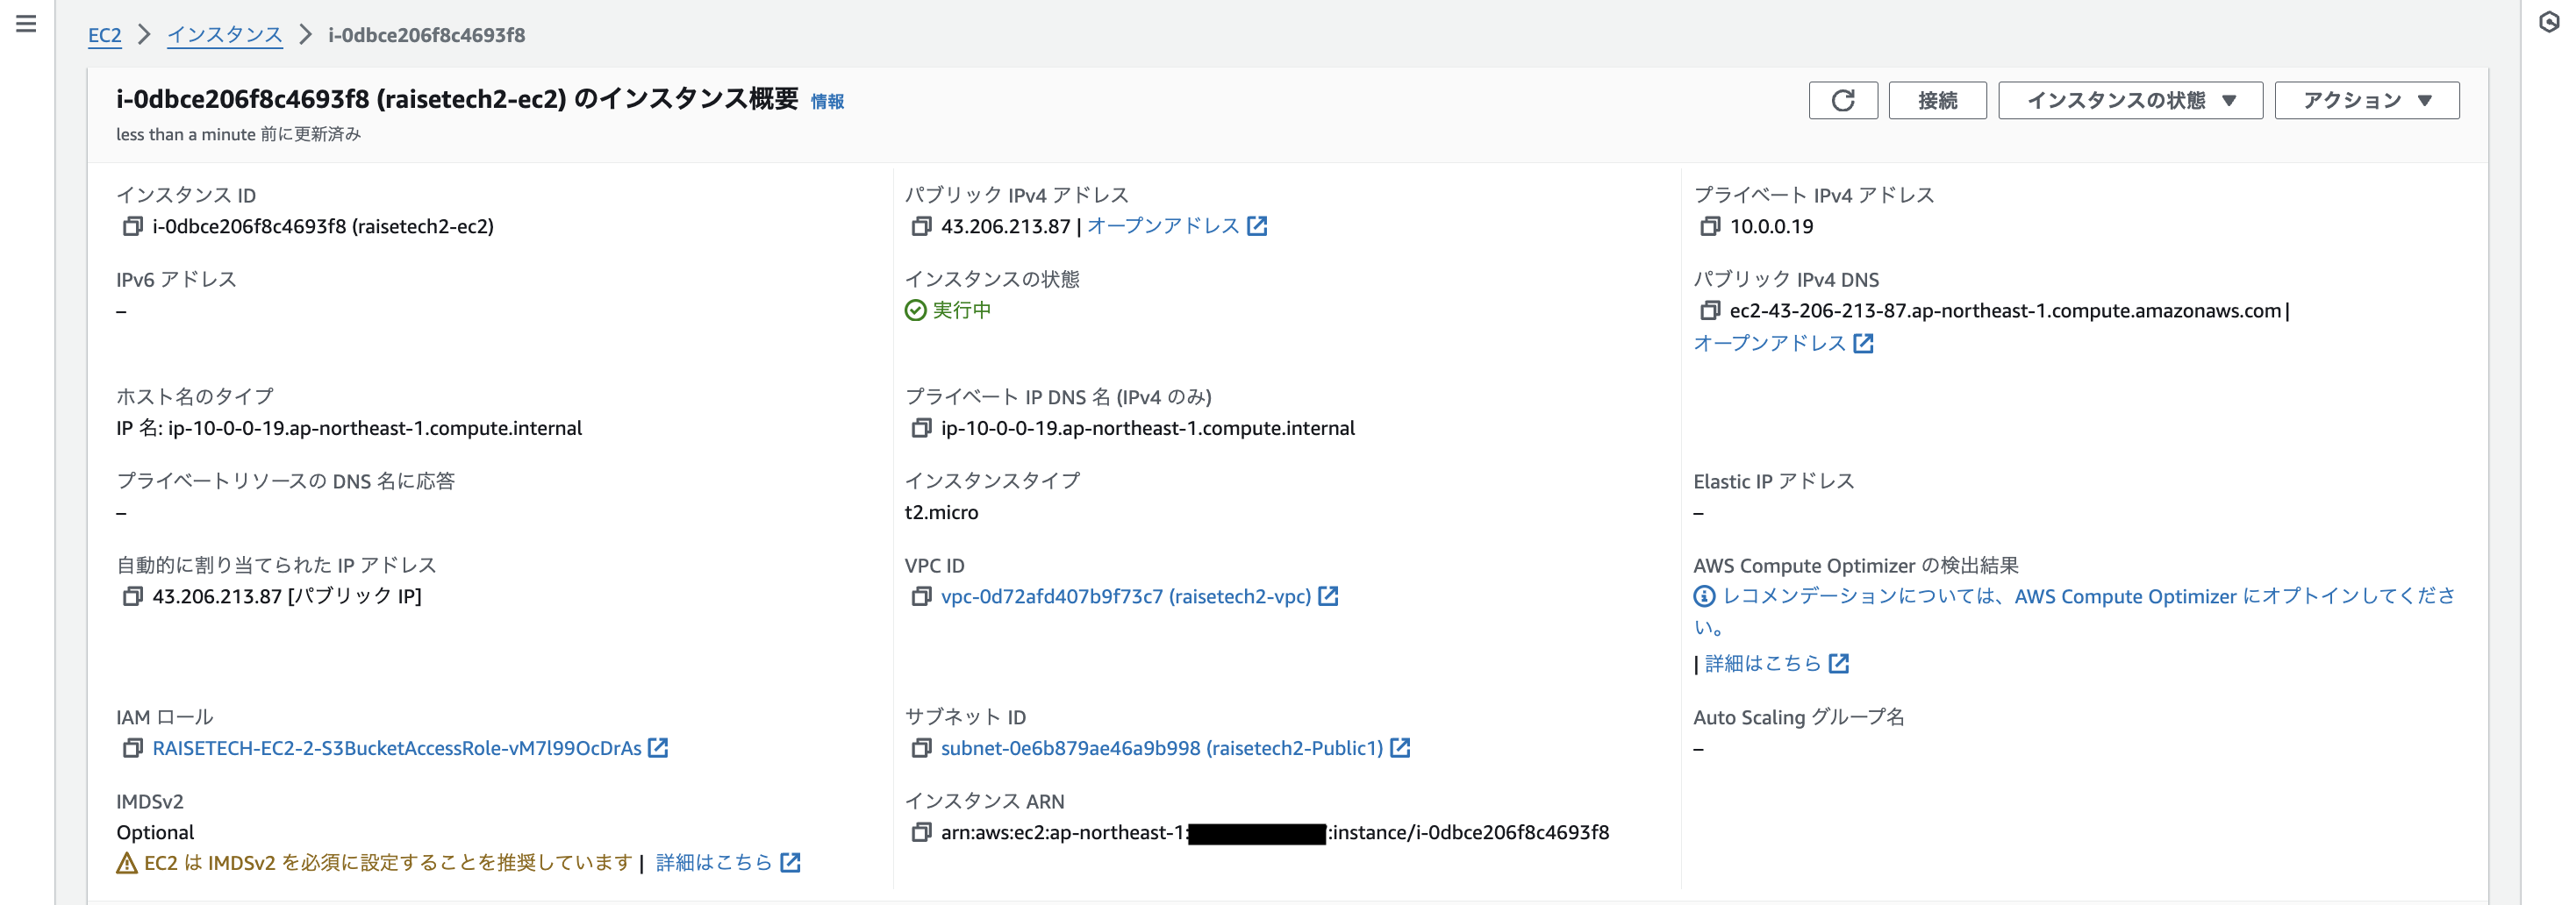 EC2 > インスタンス > i-0dbce206f8c4693f8
i-0dbce206f8c4693f8 (raisetech2-ec2) のインスタンス概要 情報
less than a minute 前に更新済み
接続
インスタンスの状態 ▼
アクション ▼
インスタンス ID
i-0dbce206f8c4693f8 (raisetech2-ec2)
パブリック IPv4 アドレス
43.206.213.87 | オープンアドレス
プライベート IPv4 アドレス
10.0.0.19
IPv6 アドレス
–
インスタンスの状態
実行中
パブリック IPv4 DNS
ec2-43-206-213-87.ap-northeast-1.compute.amazonaws.com |
オープンアドレス
ホスト名のタイプ
IP 名: ip-10-0-0-19.ap-northeast-1.compute.internal
プライベート IP DNS 名 (IPv4 のみ)
ip-10-0-0-19.ap-northeast-1.compute.internal
プライベートリソースの DNS 名に応答
–
インスタンスタイプ
t2.micro
Elastic IP アドレス
–
自動的に割り当てられた IP アドレス
43.206.213.87 [パブリック IP]
VPC ID
vpc-0d72afd407b9f73c7 (raisetech2-vpc)
AWS Compute Optimizer の検出結果
レコメンデーションについては、AWS Compute Optimizer にオプトインしてくださ
い。
| 詳細はこちら
IAM ロール
RAISETECH-EC2-2-S3BucketAccessRole-vM7l99OcDrAs
サブネット ID
subnet-0e6b879ae46a9b998 (raisetech2-Public1)
Auto Scaling グループ名
–
IMDSv2
Optional
EC2 は IMDSv2 を必須に設定することを推奨しています | 詳細はこちら
インスタンス ARN
arn:aws:ec2:ap-northeast-1: :instance/i-0dbce206f8c4693f8